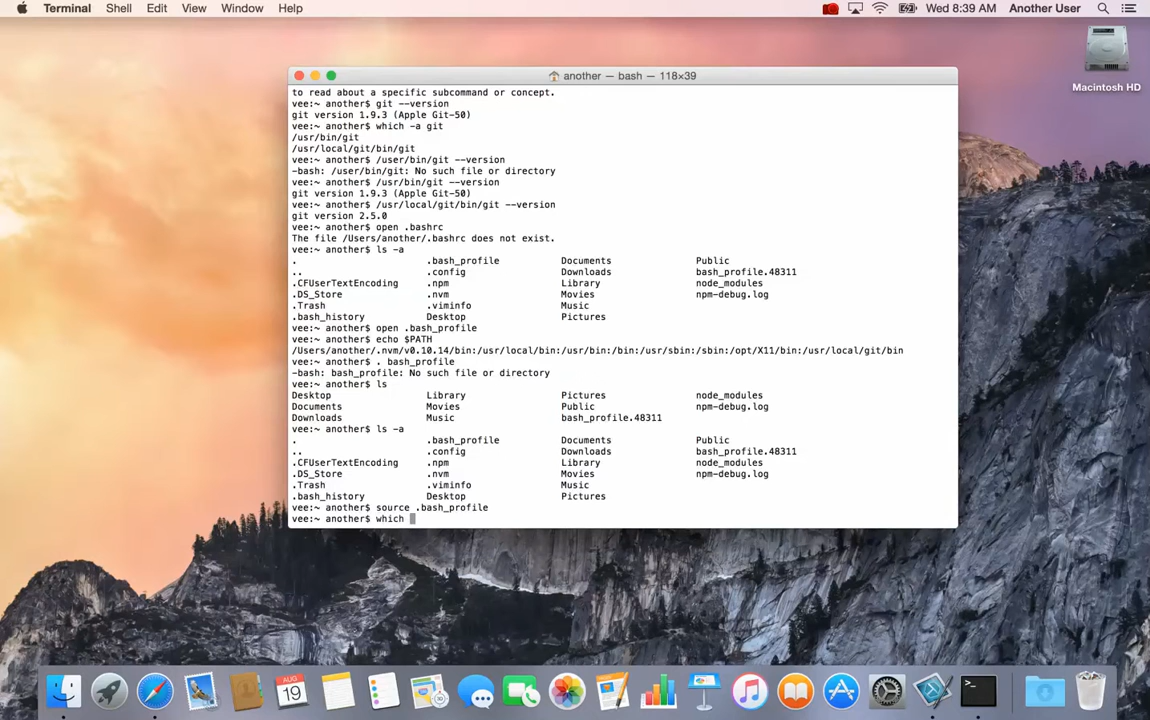 Terminal Shell Edit View Window Help Wed 8:39 AM Another User
Macintosh HD
another — bash — 118×39
to read about a specific subcommand or concept.
vee:~ another$ git --version
git version 1.9.3 (Apple Git-50)
vee:~ another$ which -a git
/usr/bin/git
/usr/local/git/bin/git
vee:~ another$ /user/bin/git --version
-bash: /user/bin/git: No such file or directory
vee:~ another$ /usr/bin/git --version
git version 1.9.3 (Apple Git-50)
vee:~ another$ /usr/local/git/bin/git --version
git version 2.5.0
vee:~ another$ open .bashrc
The file /Users/another/.bashrc does not exist.
vee:~ another$ ls -a
. .bash_profile Documents Public
.. .config Downloads bash_profile.48311
.CFUserTextEncoding .npm Library node_modules
.DS_Store .nvm Movies npm-debug.log
.Trash .viminfo Music
.bash_history Desktop Pictures
vee:~ another$ open .bash_profile
vee:~ another$ echo $PATH
/Users/another/.nvm/v0.10.14/bin:/usr/local/bin:/usr/bin:/bin:/usr/sbin:/sbin:/opt/X11/bin:/usr/local/git/bin
vee:~ another$ . bash_profile
-bash: bash_profile: No such file or directory
vee:~ another$ ls
Desktop Library Pictures node_modules
Documents Movies Public npm-debug.log
Downloads Music bash_profile.48311
vee:~ another$ ls -a
. .bash_profile Documents Public
.. .config Downloads bash_profile.48311
.CFUserTextEncoding .npm Library node_modules
.DS_Store .nvm Movies npm-debug.log
.Trash .viminfo Music
.bash_history Desktop Pictures
vee:~ another$ source .bash_profile
vee:~ another$ which
AUG
19
30
>_